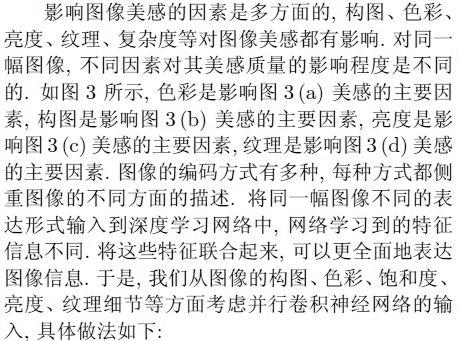 影响图像美感的因素是多方面的, 构图、色彩、
亮度、纹理、复杂度等对图像美感都有影响. 对同一
幅图像, 不同因素对其美感质量的影响程度是不同
的. 如图 3 所示, 色彩是影响图 3 (a) 美感的主要因
素, 构图是影响图 3 (b) 美感的主要因素, 亮度是影
响图 3 (c) 美感的主要因素, 纹理是影响图 3 (d) 美感
的主要因素. 图像的编码方式有多种, 每种方式都侧
重图像的不同方面的描述. 将同一幅图像不同的表
达形式输入到深度学习网络中, 网络学习到的特征
信息不同. 将这些特征联合起来, 可以更全面地表达
图像信息. 于是, 我们从图像的构图、色彩、饱和度、
亮度、纹理细节等方面考虑并行卷积神经网络的输
入, 具体做法如下: